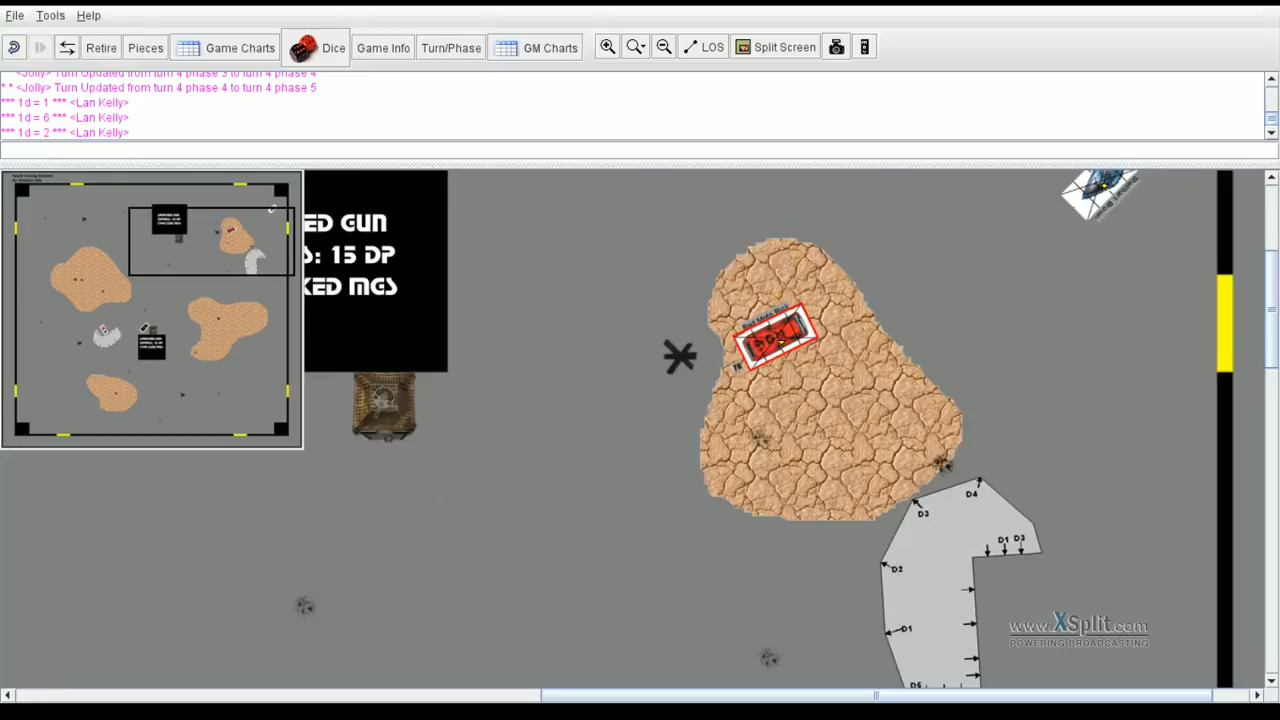 File Tools Help
Retire Pieces Game Charts Dice Game Info Turn/Phase GM Charts LOS Split Screen
<Jolly> Turn Updated from turn 4 phase 3 to turn 4 phase 4
* * <Jolly> Turn Updated from turn 4 phase 4 to turn 4 phase 5
*** 1d = 1 *** <Lan Kelly>
*** 1d = 6 *** <Lan Kelly>
*** 1d = 2 *** <Lan Kelly>
ED GUN
S: 15 DP
KED MGS
D4
D3
D1 D3
D2
D1
D5
www.XSplit.com
POWERING BROADCASTING